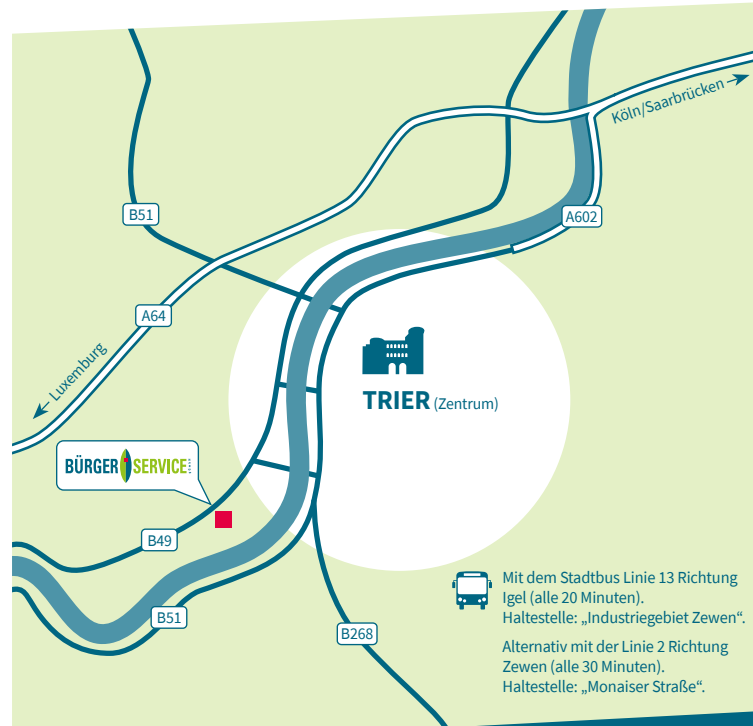 Köln/Saarbrücken
B51
A602
A64
Luxemburg
TRIER (Zentrum)
BÜRGER SERVICE
B49
B51
B268
Mit dem Stadtbus Linie 13 Richtung
Igel (alle 20 Minuten).
Haltestelle: „Industriegebiet Zewen“.
Alternativ mit der Linie 2 Richtung
Zewen (alle 30 Minuten).
Haltestelle: „Monaiser Straße“.